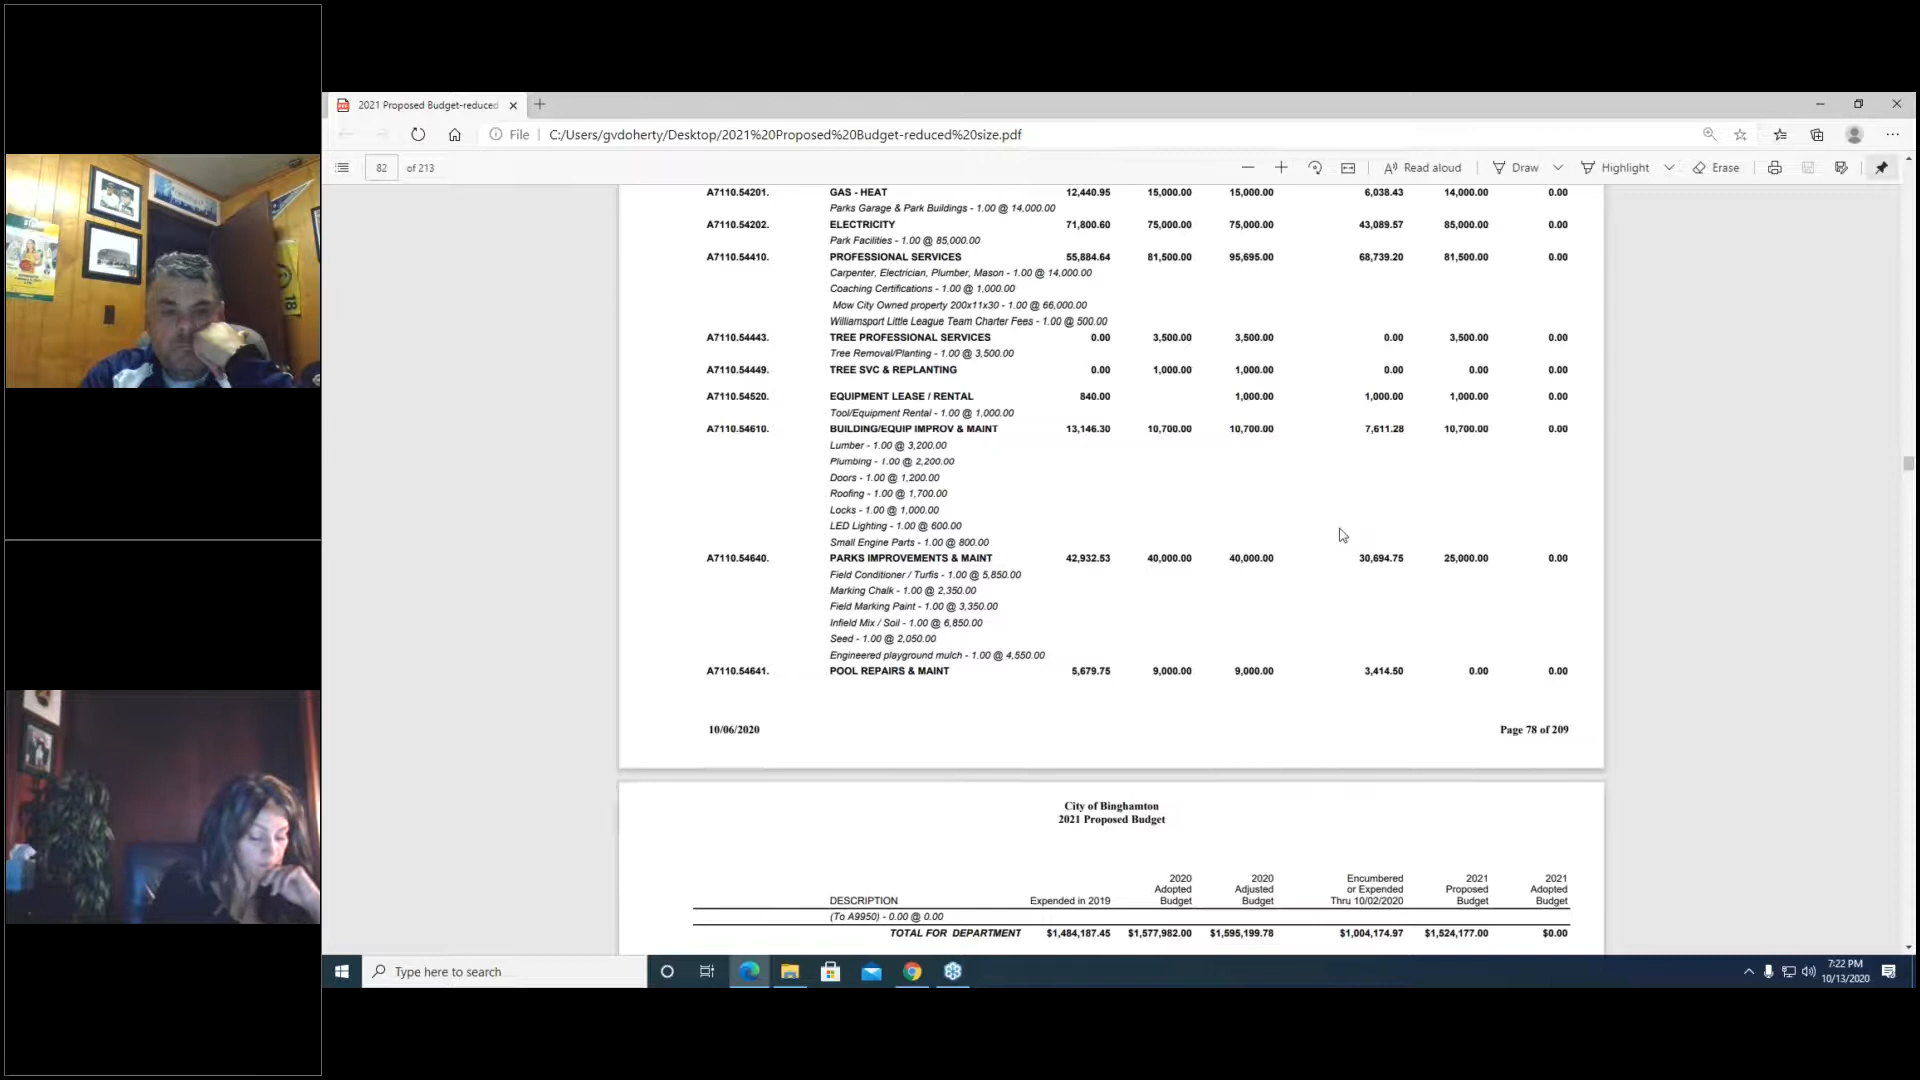 2021 Proposed Budget-reduced
File C:/Users/gvdoherty/Desktop/2021%20Proposed%20Budget-reduced%20size.pdf
82 of 213 Read aloud Draw Highlight Erase
A7110.54201. GAS - HEAT 12,440.95 15,000.00 15,000.00 6,038.43 14,000.00 0.00
Parks Garage & Park Buildings - 1.00 @ 14,000.00
A7110.54202. ELECTRICITY 71,800.60 75,000.00 75,000.00 43,089.57 85,000.00 0.00
Park Facilities - 1.00 @ 85,000.00
A7110.54410. PROFESSIONAL SERVICES 55,884.64 81,500.00 95,695.00 68,739.20 81,500.00 0.00
Carpenter, Electrician, Plumber, Mason - 1.00 @ 14,000.00
Coaching Certifications - 1.00 @ 1,000.00
Mow City Owned property 200x11x30 - 1.00 @ 66,000.00
Williamsport Little League Team Charter Fees - 1.00 @ 500.00
A7110.54443. TREE PROFESSIONAL SERVICES 0.00 3,500.00 3,500.00 0.00 3,500.00 0.00
Tree Removal/Planting - 1.00 @ 3,500.00
A7110.54449. TREE SVC & REPLANTING 0.00 1,000.00 1,000.00 0.00 0.00 0.00
A7110.54520. EQUIPMENT LEASE / RENTAL 840.00 1,000.00 1,000.00 1,000.00 0.00
Tool/Equipment Rental - 1.00 @ 1,000.00
A7110.54610. BUILDING/EQUIP IMPROV & MAINT 13,146.30 10,700.00 10,700.00 7,611.28 10,700.00 0.00
Lumber - 1.00 @ 3,200.00
Plumbing - 1.00 @ 2,200.00
Doors - 1.00 @ 1,200.00
Roofing - 1.00 @ 1,700.00
Locks - 1.00 @ 1,000.00
LED Lighting - 1.00 @ 600.00
Small Engine Parts - 1.00 @ 800.00
A7110.54640. PARKS IMPROVEMENTS & MAINT 42,932.53 40,000.00 40,000.00 30,694.75 25,000.00 0.00
Field Conditioner / Turfis - 1.00 @ 5,850.00
Marking Chalk - 1.00 @ 2,350.00
Field Marking Paint - 1.00 @ 3,350.00
Infield Mix / Soil - 1.00 @ 6,850.00
Seed - 1.00 @ 2,050.00
Engineered playground mulch - 1.00 @ 4,550.00
A7110.54641. POOL REPAIRS & MAINT 5,679.75 9,000.00 9,000.00 3,414.50 0.00 0.00
10/06/2020 Page 78 of 209
City of Binghamton
2021 Proposed Budget
2020 2020 Encumbered 2021 2021
Adopted Adjusted or Expended Proposed Adopted
DESCRIPTION Expended in 2019 Budget Budget Thru 10/02/2020 Budget Budget
(To A9950) - 0.00 @ 0.00
TOTAL FOR DEPARTMENT $1,484,187.45 $1,577,982.00 $1,595,199.78 $1,004,174.97 $1,524,177.00 $0.00
Type here to search
7:22 PM
10/13/2020